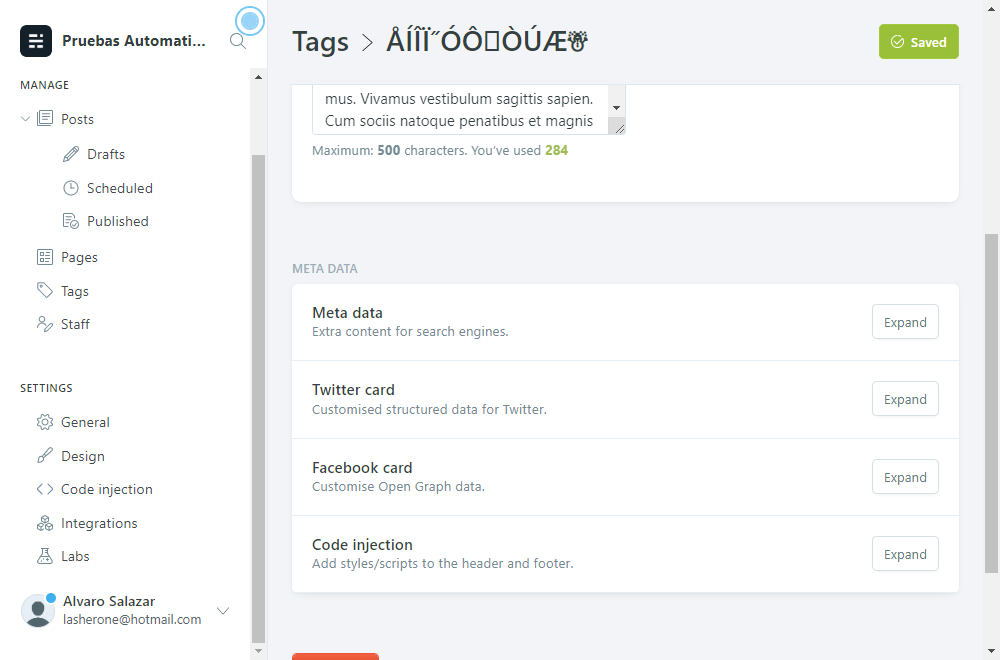 Pruebas Automati...
MANAGE
Posts
Drafts
Scheduled
Published
Pages
Tags
Staff
SETTINGS
General
Design
Code injection
Integrations
Labs
Alvaro Salazar
lasherone@hotmail.com
Tags > ÅÍÎÏ˝ÓÔÒÚÆ☃
Saved
mus. Vivamus vestibulum sagittis sapien.
Cum sociis natoque penatibus et magnis
Maximum: 500 characters. You’ve used 284
META DATA
Meta data
Extra content for search engines.
Expand
Twitter card
Customised structured data for Twitter.
Expand
Facebook card
Customise Open Graph data.
Expand
Code injection
Add styles/scripts to the header and footer.
Expand